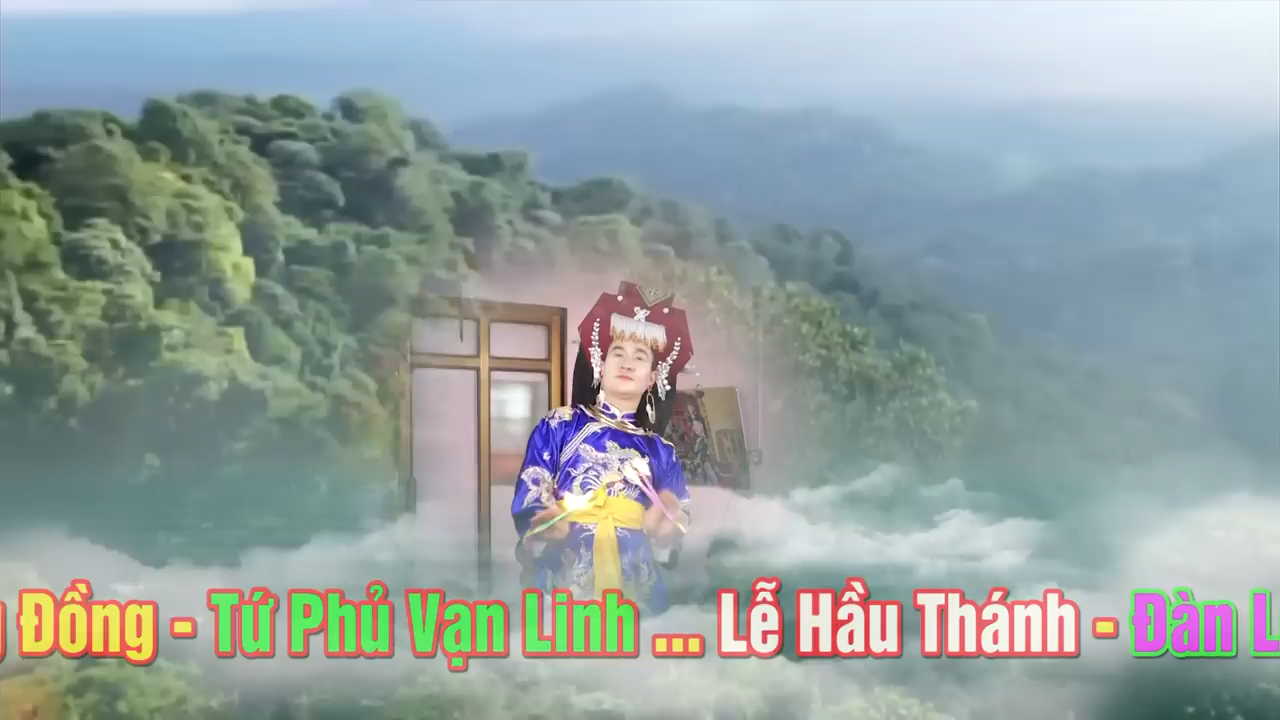 Đồng - Tứ Phủ Vạn Linh ... Lễ Hầu Thánh - Đàn